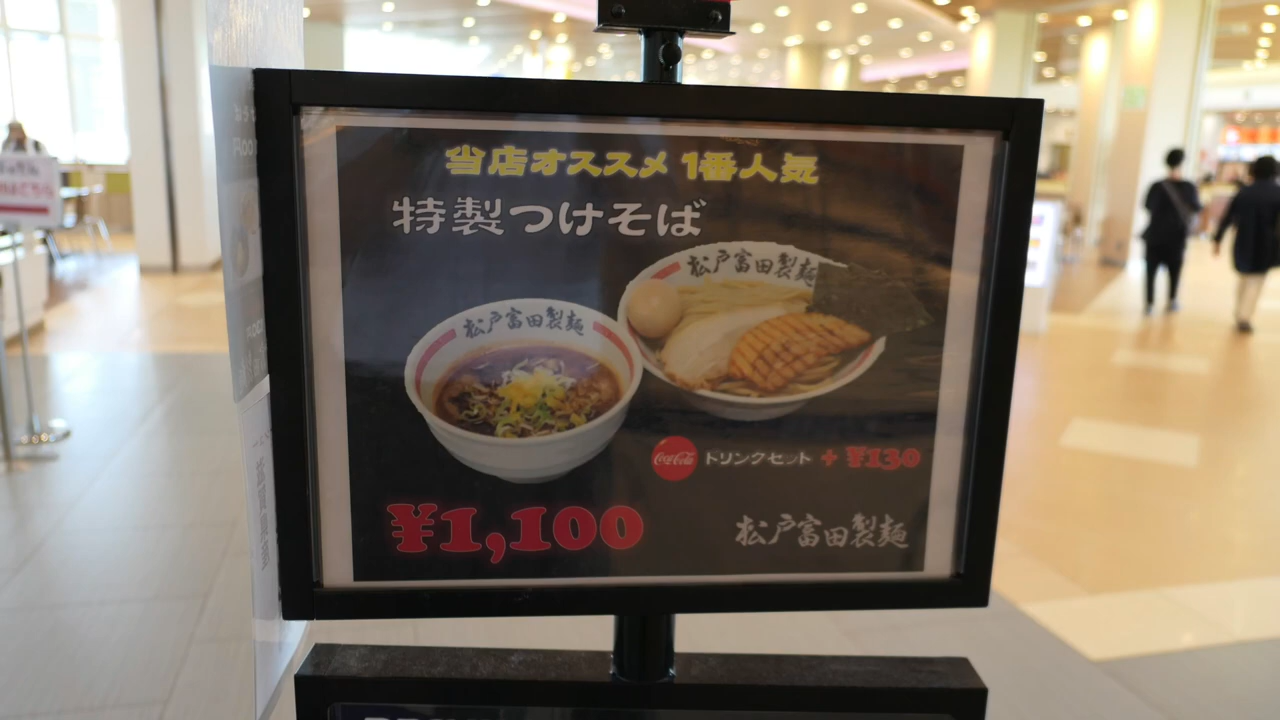 当店オススメ 1番人気
特製つけそば
松戸富田製麺
松戸富田製麺
Coca-Cola ドリンクセット + ¥130
¥1,100
松戸富田製麺